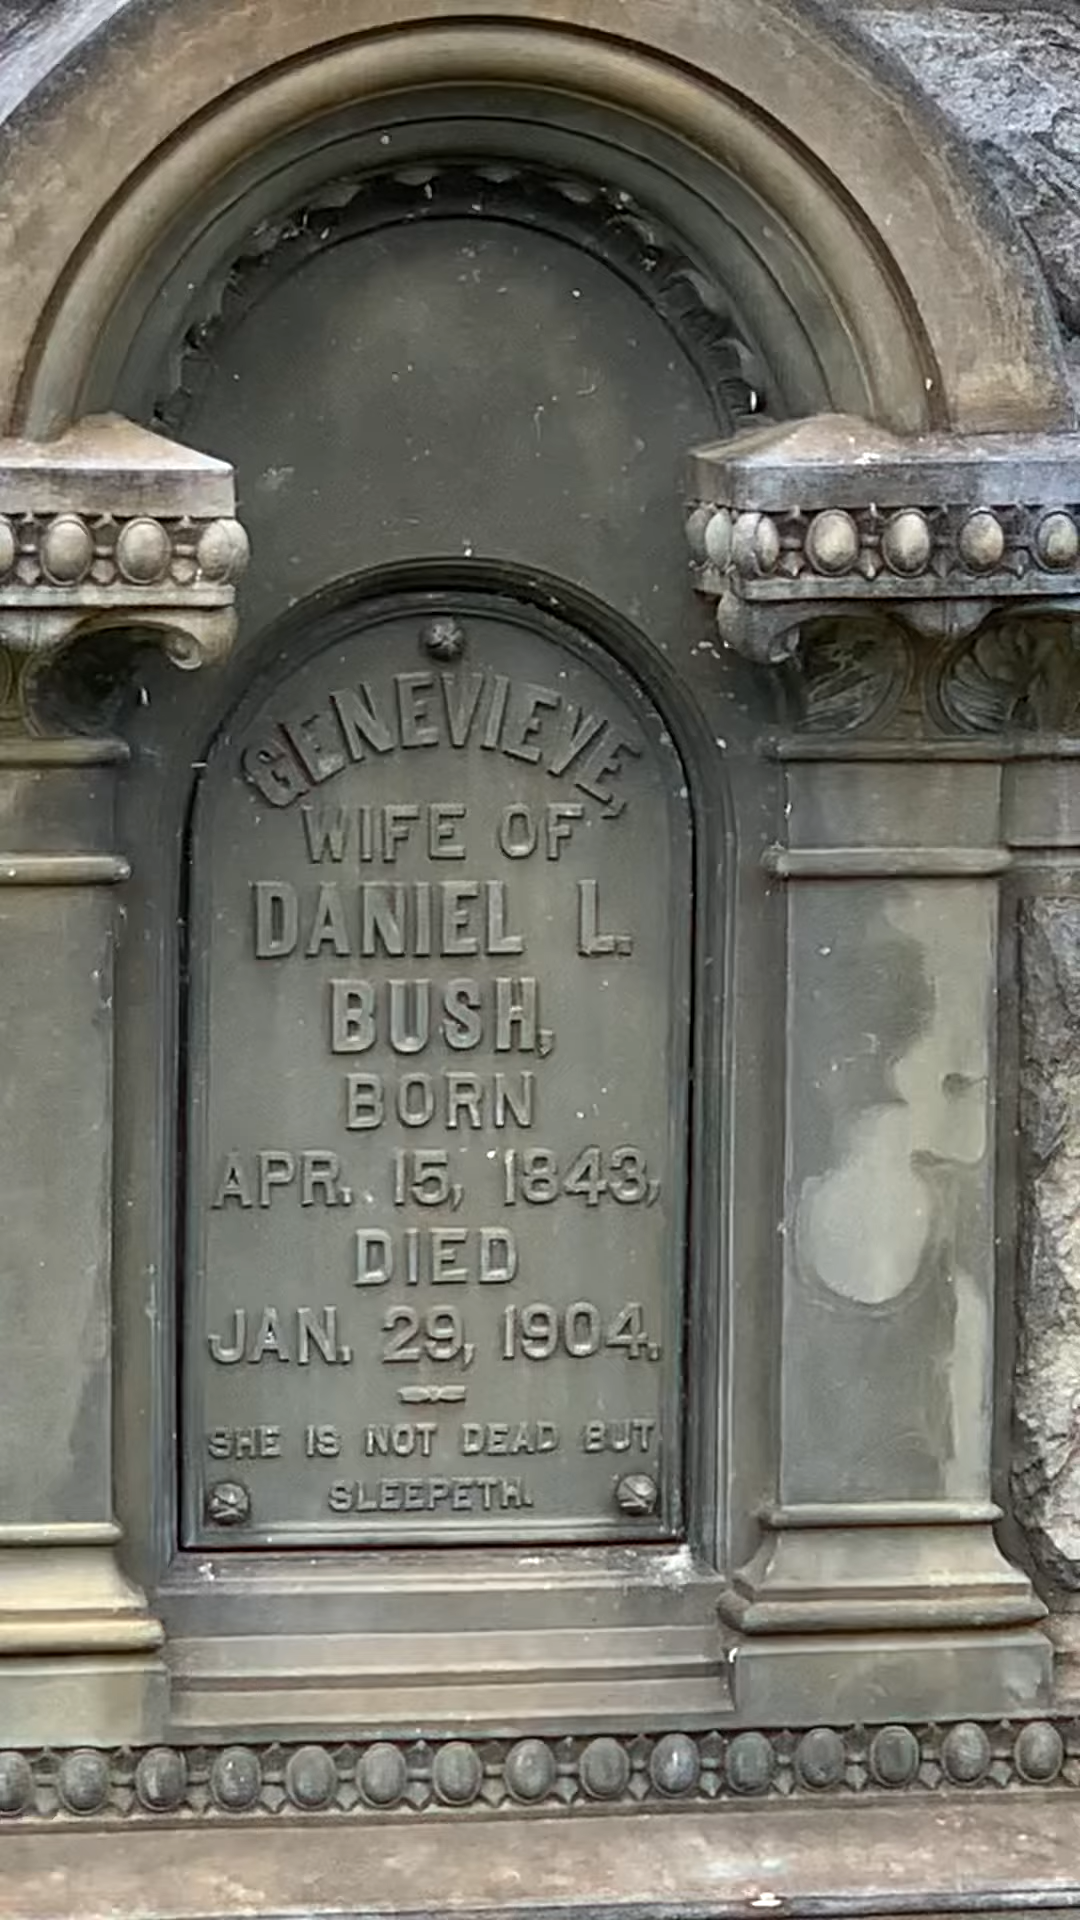 GENEVIEVE,
WIFE OF
DANIEL L.
BUSH,
BORN
APR. 15, 1843,
DIED
JAN. 29, 1904.
SHE IS NOT DEAD BUT
SLEEPETH.